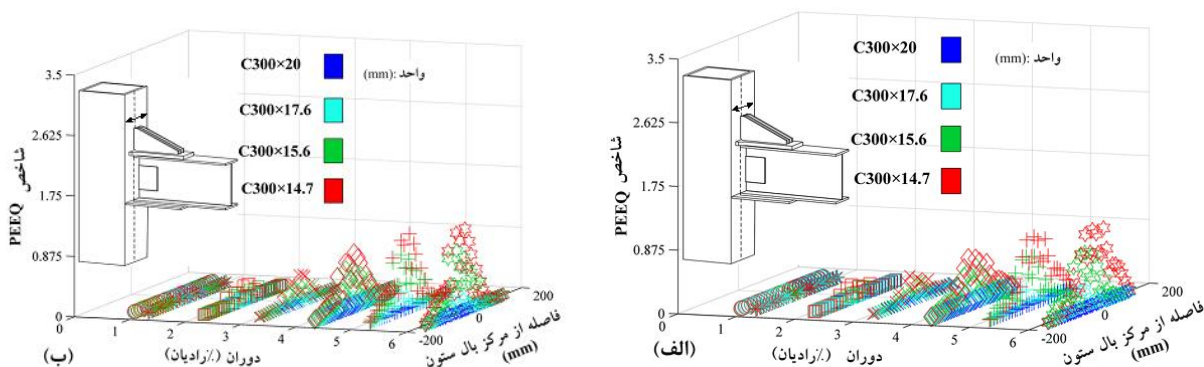 C300×20
C300×17.6
C300×15.6
C300×14.7
واحد :(mm)
3.5
2.625
1.75
0.875
0
شاخص PEEQ
0
1
2
3
4
5
6
-200
0
200
دوران (٪رادیان)
فاصله از مرکز بال ستون
(mm)
(الف)
C300×20
C300×17.6
C300×15.6
C300×14.7
واحد :(mm)
3.5
2.625
1.75
0.875
0
شاخص PEEQ
0
1
2
3
4
5
6
-200
0
200
دوران (٪رادیان)
فاصله از مرکز بال ستون
(mm)
(ب)